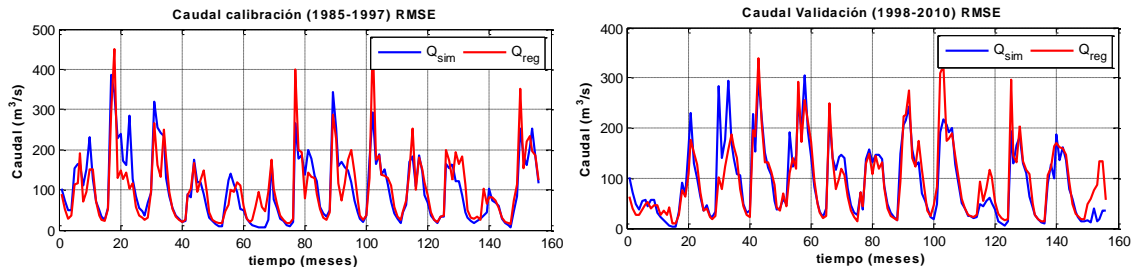 Caudal calibración (1985-1997) RMSE
500
400
300
200
100
0
Caudal (m³/s)
Q_sim Q_reg
0 20 40 60 80 100 120 140 160
tiempo (meses)
Caudal Validación (1998-2010) RMSE
400
300
200
100
0
Caudal (m³/s)
Q_sim Q_reg
0 20 40 60 80 100 120 140 160
tiempo (meses)